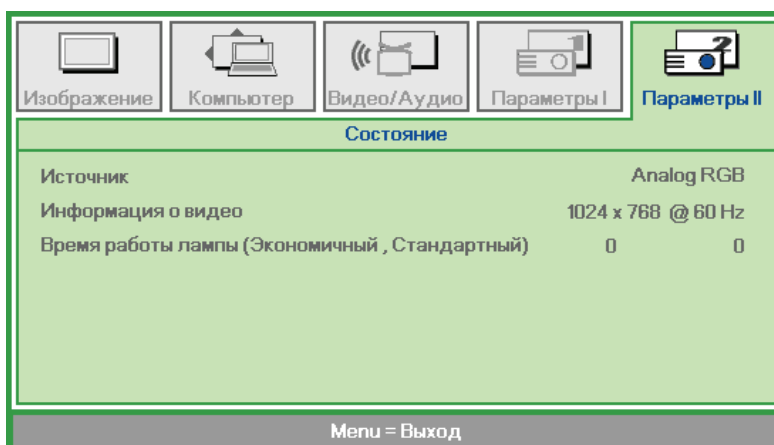 Изображение Компьютер Видео/Аудио Параметры I Параметры II
Состояние
Источник Analog RGB
Информация о видео 1024 x 768 @ 60 Hz
Время работы лампы (Экономичный , Стандартный) 0 0
Menu = Выход